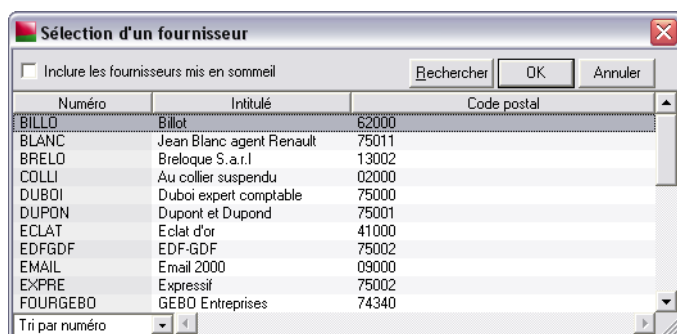 Sélection d'un fournisseur
Inclure les fournisseurs mis en sommeil Rechercher OK Annuler
Numéro Intitulé Code postal
BILLO Billot 62000
BLANC Jean Blanc agent Renault 75011
BRELO Breloque S.a.r.l 13002
COLLI Au collier suspendu 02000
DUBOI Duboi expert comptable 75000
DUPON Dupont et Dupond 75001
ECLAT Eclat d'or 41000
EDFGDF EDF-GDF 75002
EMAIL Email 2000 09000
EXPRE Expressif 75002
FOURGEBO GEBO Entreprises 74340
Tri par numéro